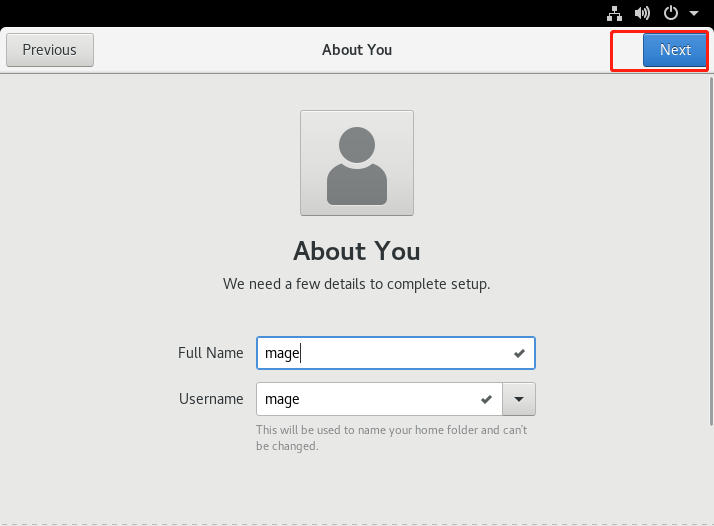 Previous
About You
Next
About You
We need a few details to complete setup.
Full Name
mage
Username
mage
This will be used to name your home folder and can't
be changed.